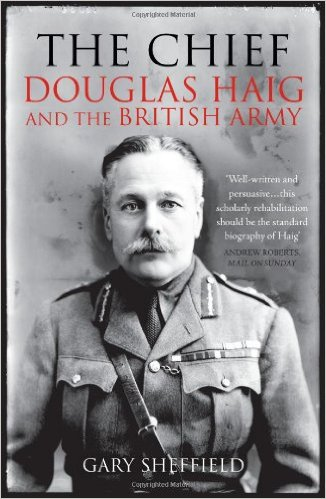 THE CHIEF
DOUGLAS HAIG
AND THE BRITISH ARMY
'Well-written and
persuasive...this
scholarly rehabilitation
should be the standard
biography of Haig'
ANDREW ROBERTS,
MAIL ON SUNDAY
GARY SHEFFIELD